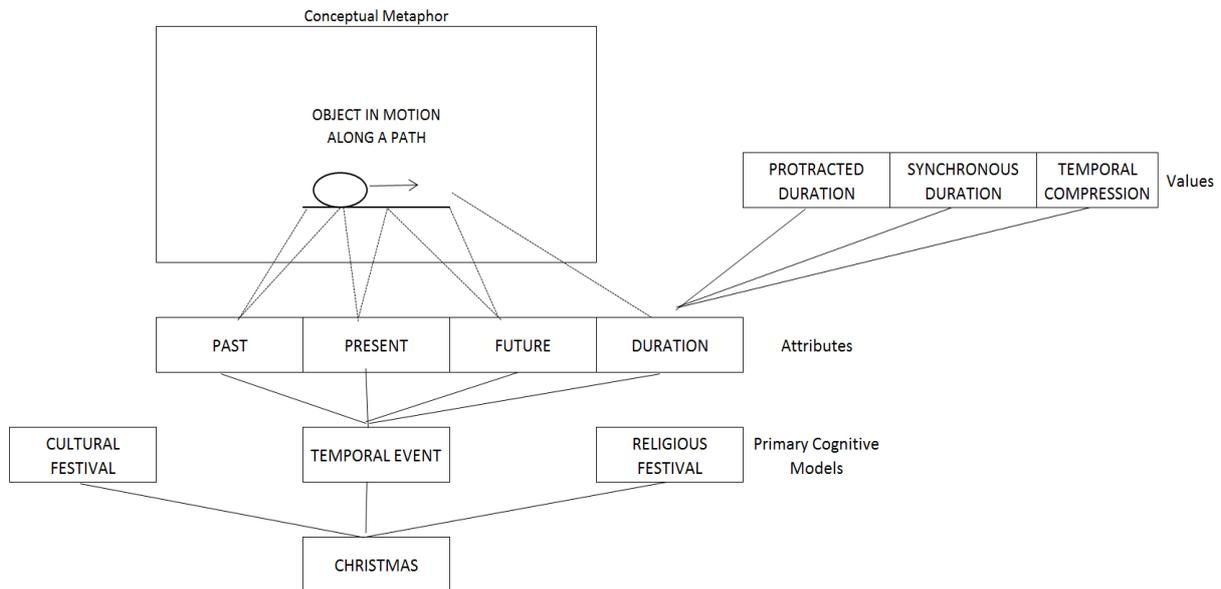 Conceptual Metaphor
OBJECT IN MOTION
ALONG A PATH
PROTRACTED
DURATION
SYNCHRONOUS
DURATION
TEMPORAL
COMPRESSION
Values
PAST
PRESENT
FUTURE
DURATION
Attributes
CULTURAL
FESTIVAL
TEMPORAL EVENT
RELIGIOUS
FESTIVAL
Primary Cognitive
Models
CHRISTMAS